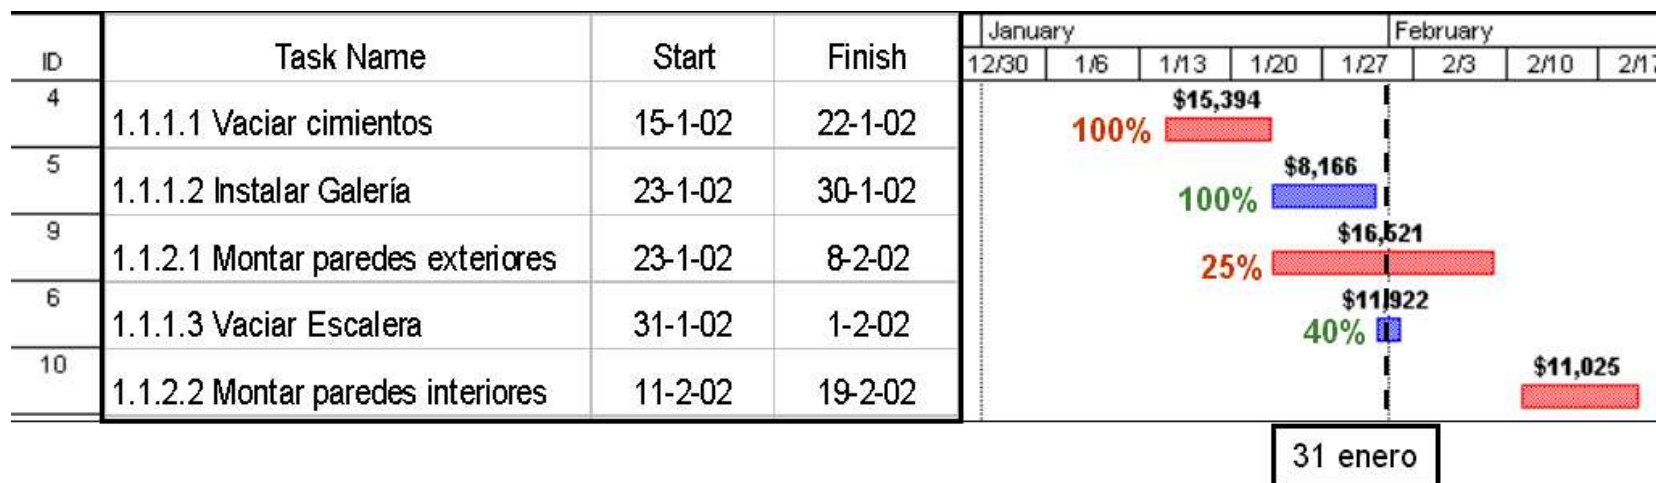 January February
ID Task Name Start Finish 12/30 1/6 1/13 1/20 1/27 2/3 2/10 2/17
4 1.1.1.1 Vaciar cimientos 15-1-02 22-1-02 100% $15,394
5 1.1.1.2 Instalar Galería 23-1-02 30-1-02 100% $8,166
9 1.1.2.1 Montar paredes exteriores 23-1-02 8-2-02 25% $16,521
6 1.1.1.3 Vaciar Escalera 31-1-02 1-2-02 40% $11,922
10 1.1.2.2 Montar paredes interiores 11-2-02 19-2-02 $11,025
31 enero